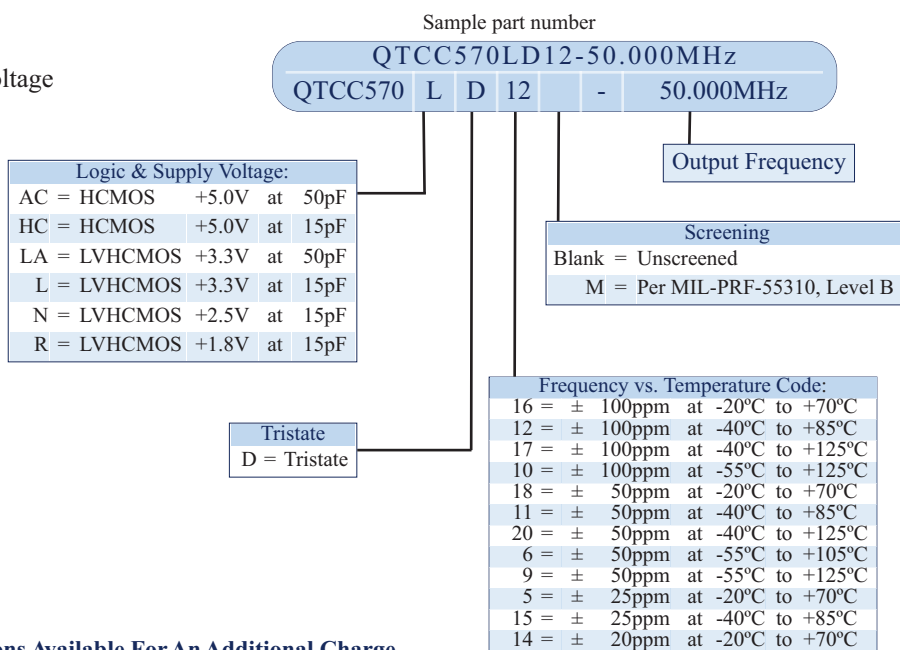 Sample part number
QTCC570LD12-50.000MHz
QTCC570 L D 12 - 50.000MHz
Output Frequency
Logic & Supply Voltage:
AC = HCMOS +5.0V at 50pF
HC = HCMOS +5.0V at 15pF
LA = LVHCMOS +3.3V at 50pF
L = LVHCMOS +3.3V at 15pF
N = LVHCMOS +2.5V at 15pF
R = LVHCMOS +1.8V at 15pF
Screening
Blank = Unscreened
M = Per MIL-PRF-55310, Level B
Tristate
D = Tristate
Frequency vs. Temperature Code:
16 = ± 100ppm at -20ºC to +70ºC
12 = ± 100ppm at -40ºC to +85ºC
17 = ± 100ppm at -40ºC to +125ºC
10 = ± 100ppm at -55ºC to +125ºC
18 = ± 50ppm at -20ºC to +70ºC
11 = ± 50ppm at -40ºC to +85ºC
20 = ± 50ppm at -40ºC to +125ºC
6 = ± 50ppm at -55ºC to +105ºC
9 = ± 50ppm at -55ºC to +125ºC
5 = ± 25ppm at -20ºC to +70ºC
15 = ± 25ppm at -40ºC to +85ºC
14 = ± 20ppm at -20ºC to +70ºC
Available For An Additional Charge